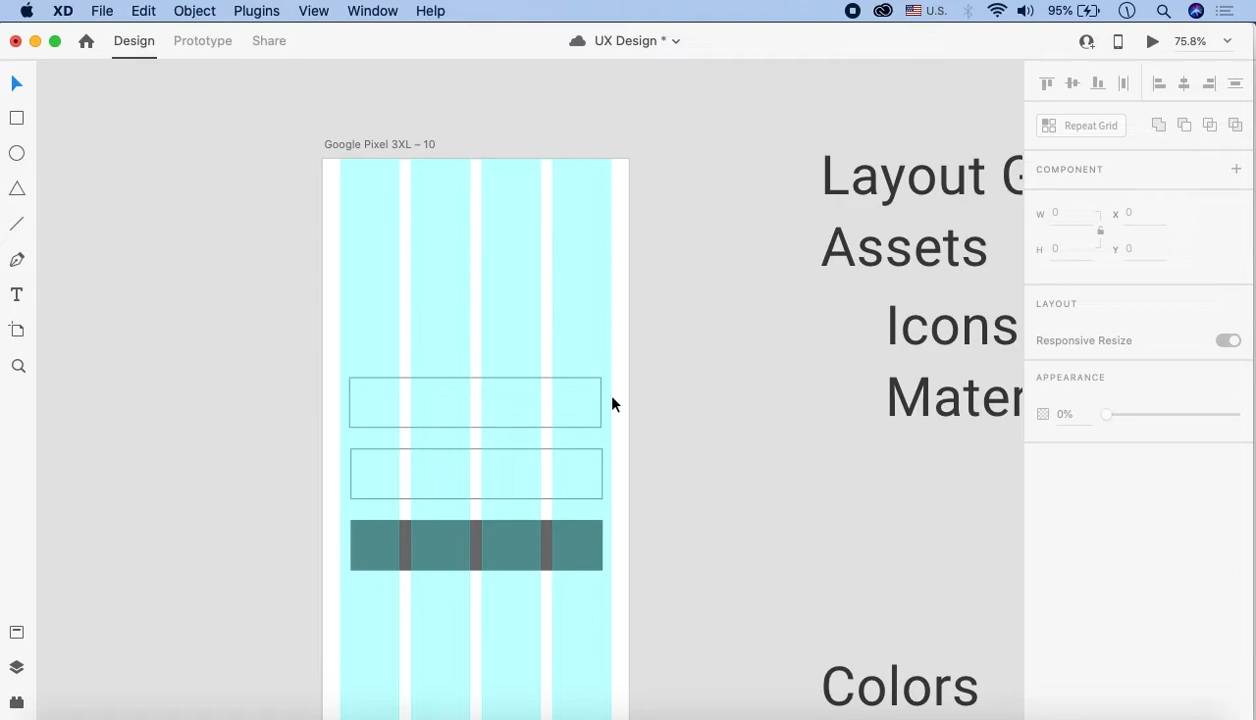 XD File Edit Object Plugins View Window Help U.S. 95%
Design Prototype Share UX Design * 75.8%
Google Pixel 3XL – 10
Layout G
Assets
Icons
Mater
Colors
Repeat Grid
COMPONENT
W 0 X 0
H 0 Y 0
LAYOUT
Responsive Resize
APPEARANCE
0%